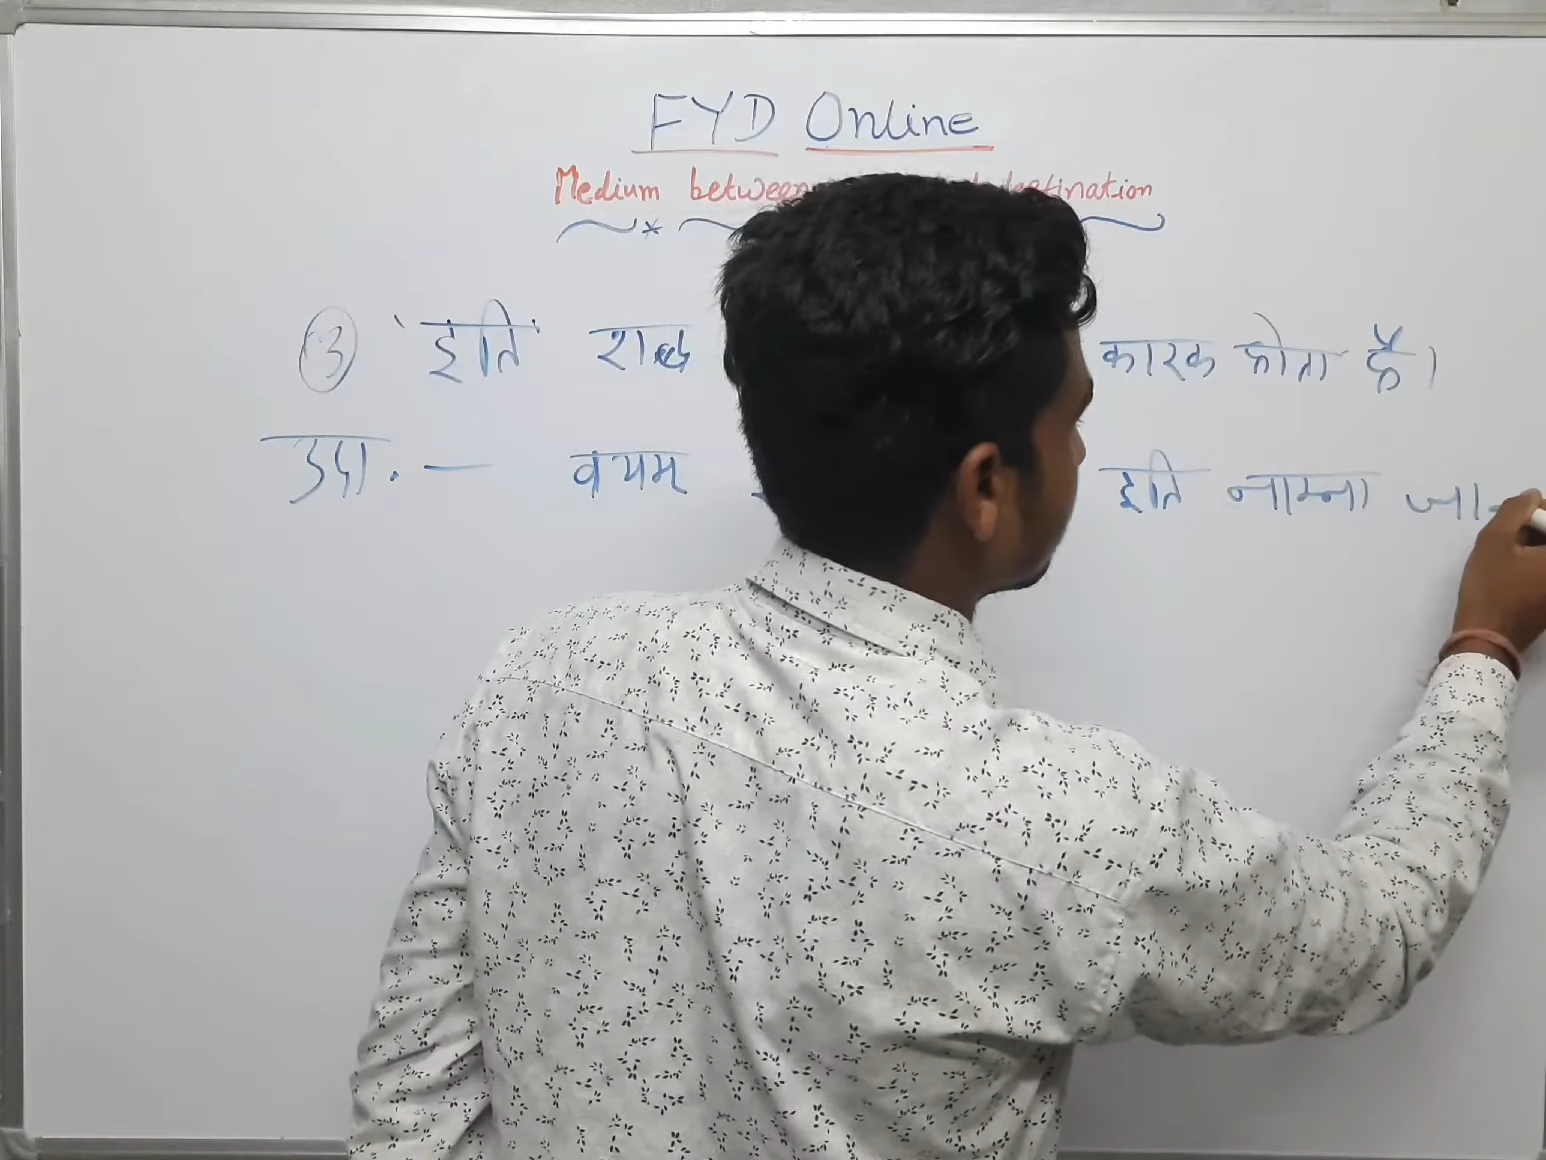 FYD Online
Medium between destination
③ 'इति' शब्द कारक होता है।
उदा. — वयम इति नाम्ना जान